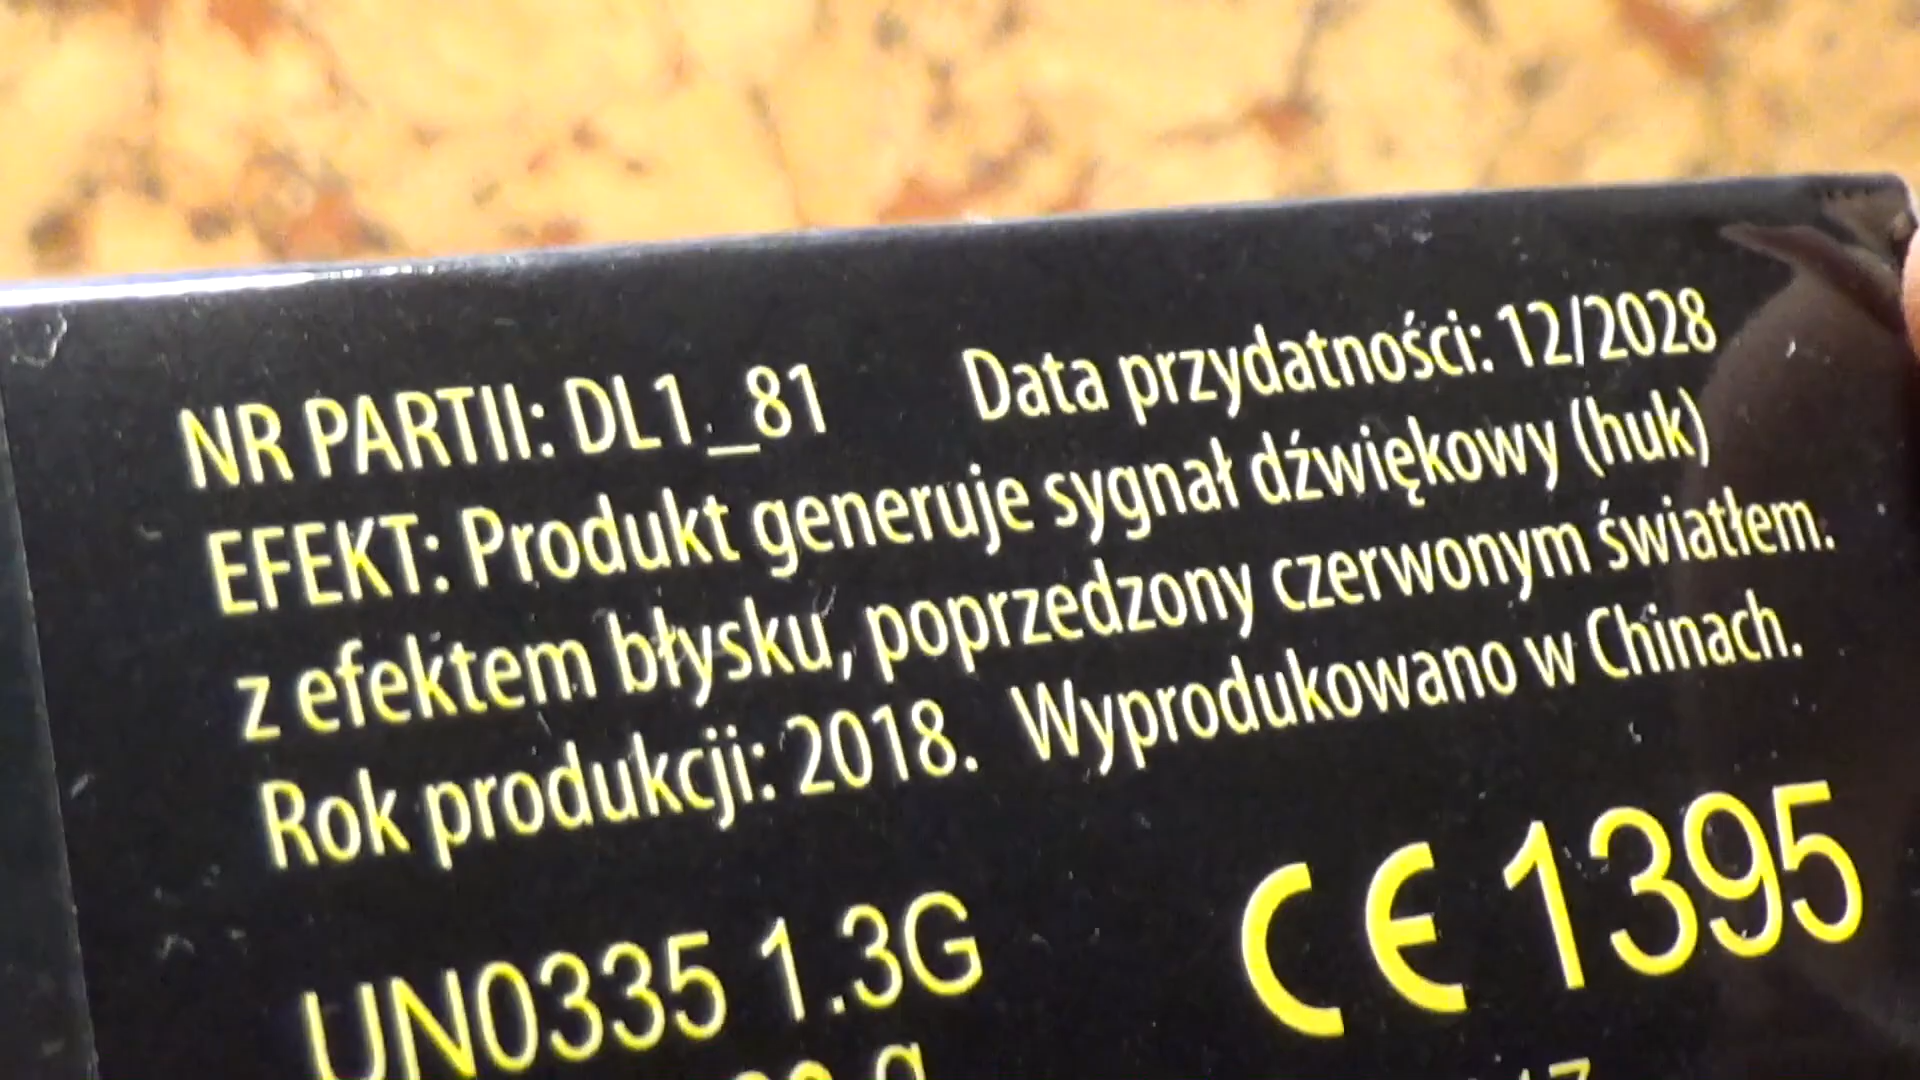 NR PARTII: DL1_81 Data przydatności: 12/2028
EFEKT: Produkt generuje sygnał dźwiękowy (huk)
z efektem błysku, poprzedzony czerwonym światłem.
Rok produkcji: 2018. Wyprodukowano w Chinach.
UN0335 1.3G CE 1395
g